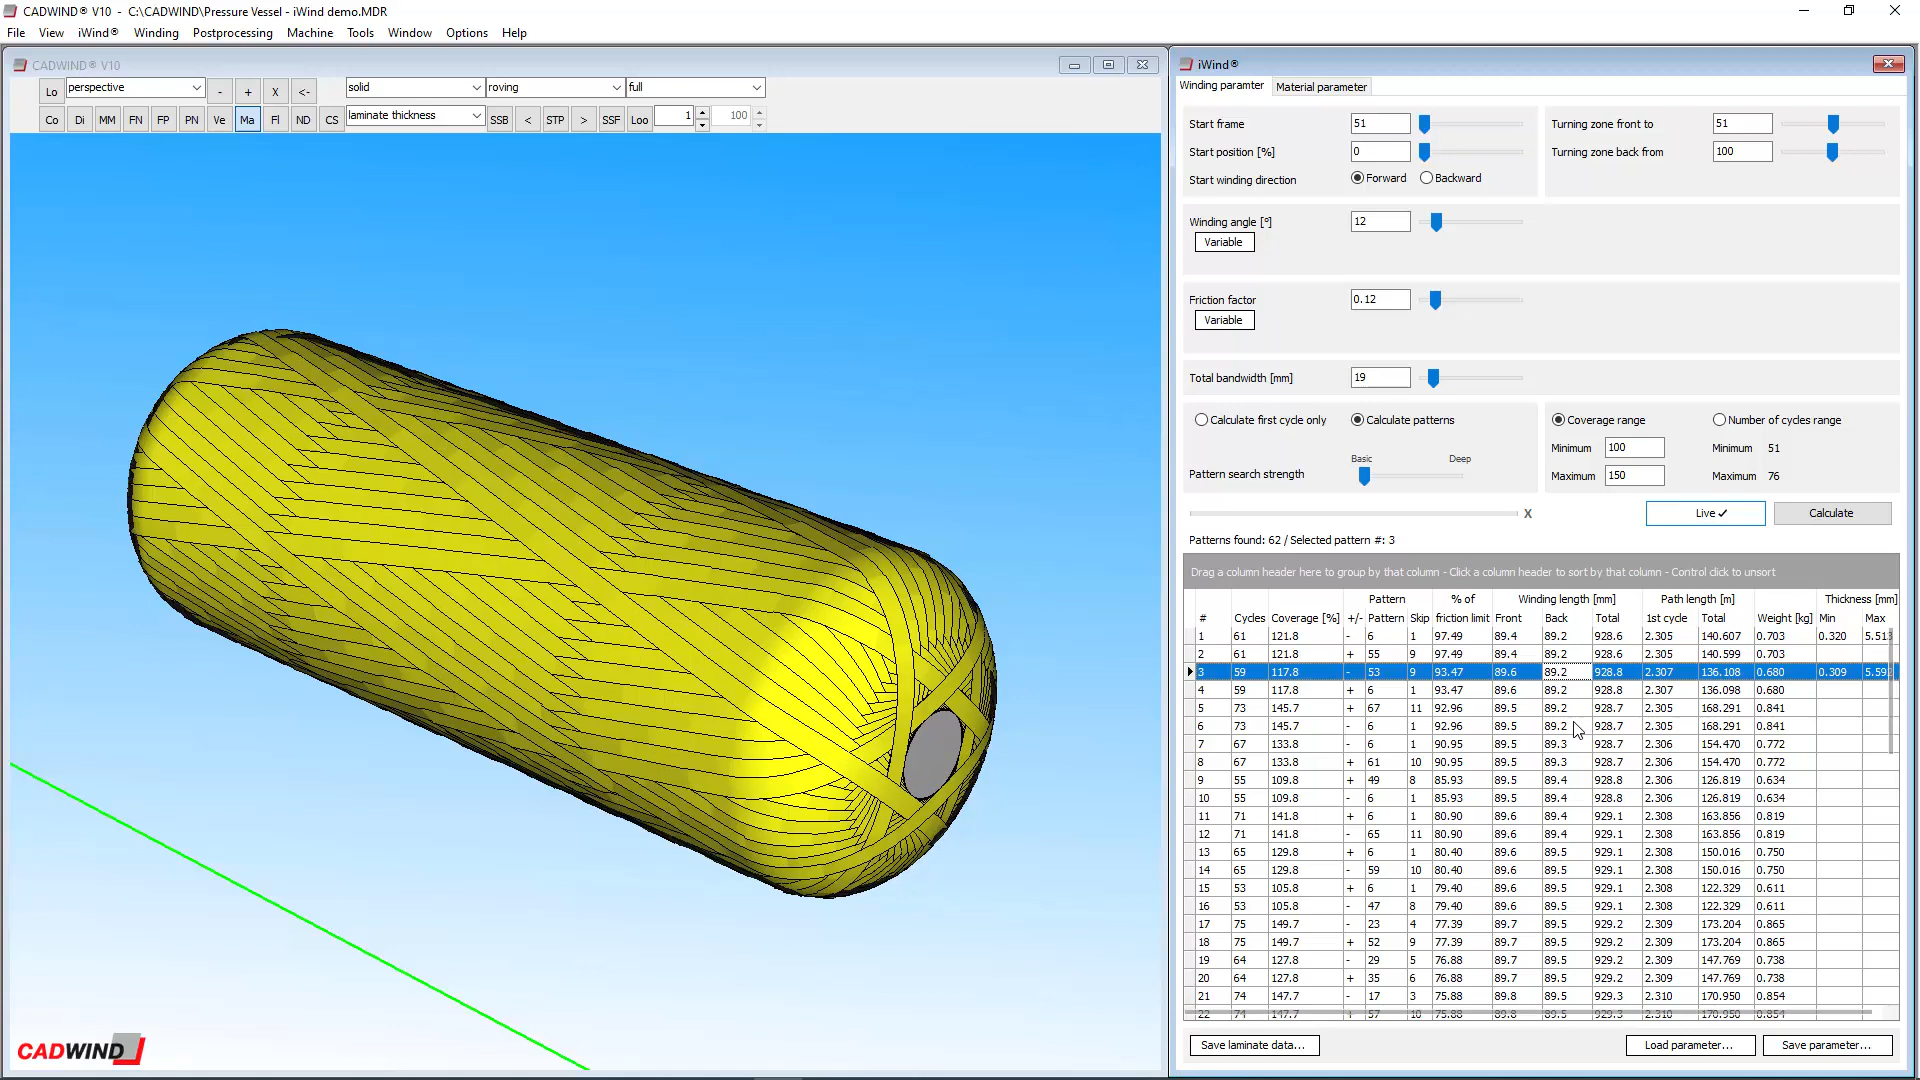 CADWIND® V10 - C:\CADWIND\Pressure Vessel - iWind demo.MDR
File View iWind® Winding Postprocessing Machine Tools Window Options Help
CADWIND® V10
Lo perspective - + X <- solid roving full
Co Di MM FN FP PN Ve Ma Fl ND CS laminate thickness SSB < STP > SSF Loo 1 100
CADWIND
iWind®
Winding paramter Material parameter
Start frame 51 Turning zone front to 51
Start position [%] 0 Turning zone back from 100
Start winding direction Forward Backward
Winding angle [º] 12
Variable
Friction factor 0.12
Variable
Total bandwidth [mm] 19
Calculate first cycle only Calculate patterns Coverage range Number of cycles range
Minimum 100 Minimum 51
Basic Deep
Pattern search strength Maximum 150 Maximum 76
X Live ✓ Calculate
Patterns found: 62 / Selected pattern #: 3
Drag a column header here to group by that column - Click a column header to sort by that column - Control click to unsort
Pattern % of Winding length [mm] Path length [m] Thickness [mm]
# Cycles Coverage [%] +/- Pattern Skip friction limit Front Back Total 1st cycle Total Weight [kg] Min Max
1 61 121.8 - 6 1 97.49 89.4 89.2 928.6 2.305 140.607 0.703 0.320 5.51
2 61 121.8 + 55 9 97.49 89.4 89.2 928.6 2.305 140.599 0.703
3 59 117.8 - 53 9 93.47 89.6 89.2 928.8 2.307 136.108 0.680 0.309 5.59
4 59 117.8 + 6 1 93.47 89.6 89.2 928.8 2.307 136.098 0.680
5 73 145.7 + 67 11 92.96 89.5 89.2 928.7 2.305 168.291 0.841
6 73 145.7 - 6 1 92.96 89.5 89.2 928.7 2.305 168.291 0.841
7 67 133.8 - 6 1 90.95 89.5 89.3 928.7 2.306 154.470 0.772
8 67 133.8 + 61 10 90.95 89.5 89.3 928.7 2.306 154.470 0.772
9 55 109.8 + 49 8 85.93 89.5 89.4 928.8 2.306 126.819 0.634
10 55 109.8 - 6 1 85.93 89.5 89.4 928.8 2.306 126.819 0.634
11 71 141.8 + 6 1 80.90 89.6 89.4 929.1 2.308 163.856 0.819
12 71 141.8 - 65 11 80.90 89.6 89.4 929.1 2.308 163.856 0.819
13 65 129.8 + 6 1 80.40 89.6 89.5 929.1 2.308 150.016 0.750
14 65 129.8 - 59 10 80.40 89.6 89.5 929.1 2.308 150.016 0.750
15 53 105.8 + 6 1 79.40 89.6 89.5 929.1 2.308 122.329 0.611
16 53 105.8 - 47 8 79.40 89.6 89.5 929.1 2.308 122.329 0.611
17 75 149.7 - 23 4 77.39 89.7 89.5 929.2 2.309 173.204 0.865
18 75 149.7 + 52 9 77.39 89.7 89.5 929.2 2.309 173.204 0.865
19 64 127.8 - 29 5 76.88 89.7 89.5 929.2 2.309 147.769 0.738
20 64 127.8 + 35 6 76.88 89.7 89.5 929.2 2.309 147.769 0.738
21 74 147.7 - 17 3 75.88 89.8 89.5 929.3 2.310 170.950 0.854
22 74 147.7 + 57 10 75.88 89.8 89.5 929.3 2.310 170.950 0.854
Save laminate data... Load parameter... Save parameter...